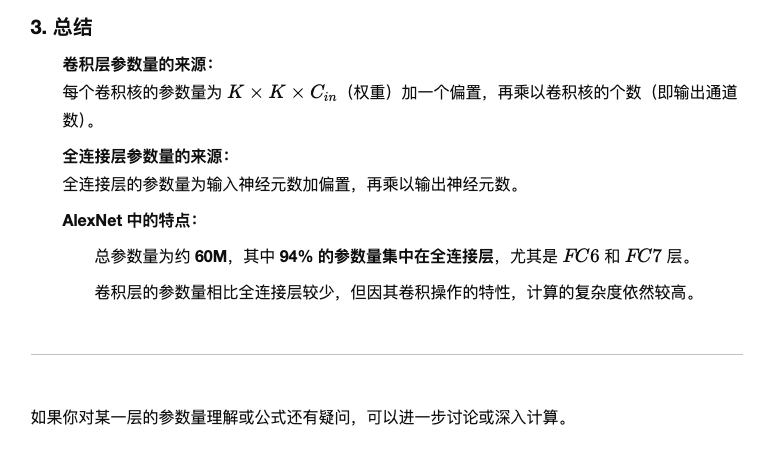 3. 总结
卷积层参数量的来源：
每个卷积核的参数量为 K × K × C_{in}（权重）加一个偏置，再乘以卷积核的个数（即输出通道
数）。
全连接层参数量的来源：
全连接层的参数量为输入神经元数加偏置，再乘以输出神经元数。
AlexNet 中的特点：
总参数量为约 60M，其中 94% 的参数量集中在全连接层，尤其是 FC6 和 FC7 层。
卷积层的参数量相比全连接层较少，但因其卷积操作的特性，计算的复杂度依然较高。
如果你对某一层的参数量理解或公式还有疑问，可以进一步讨论或深入计算。